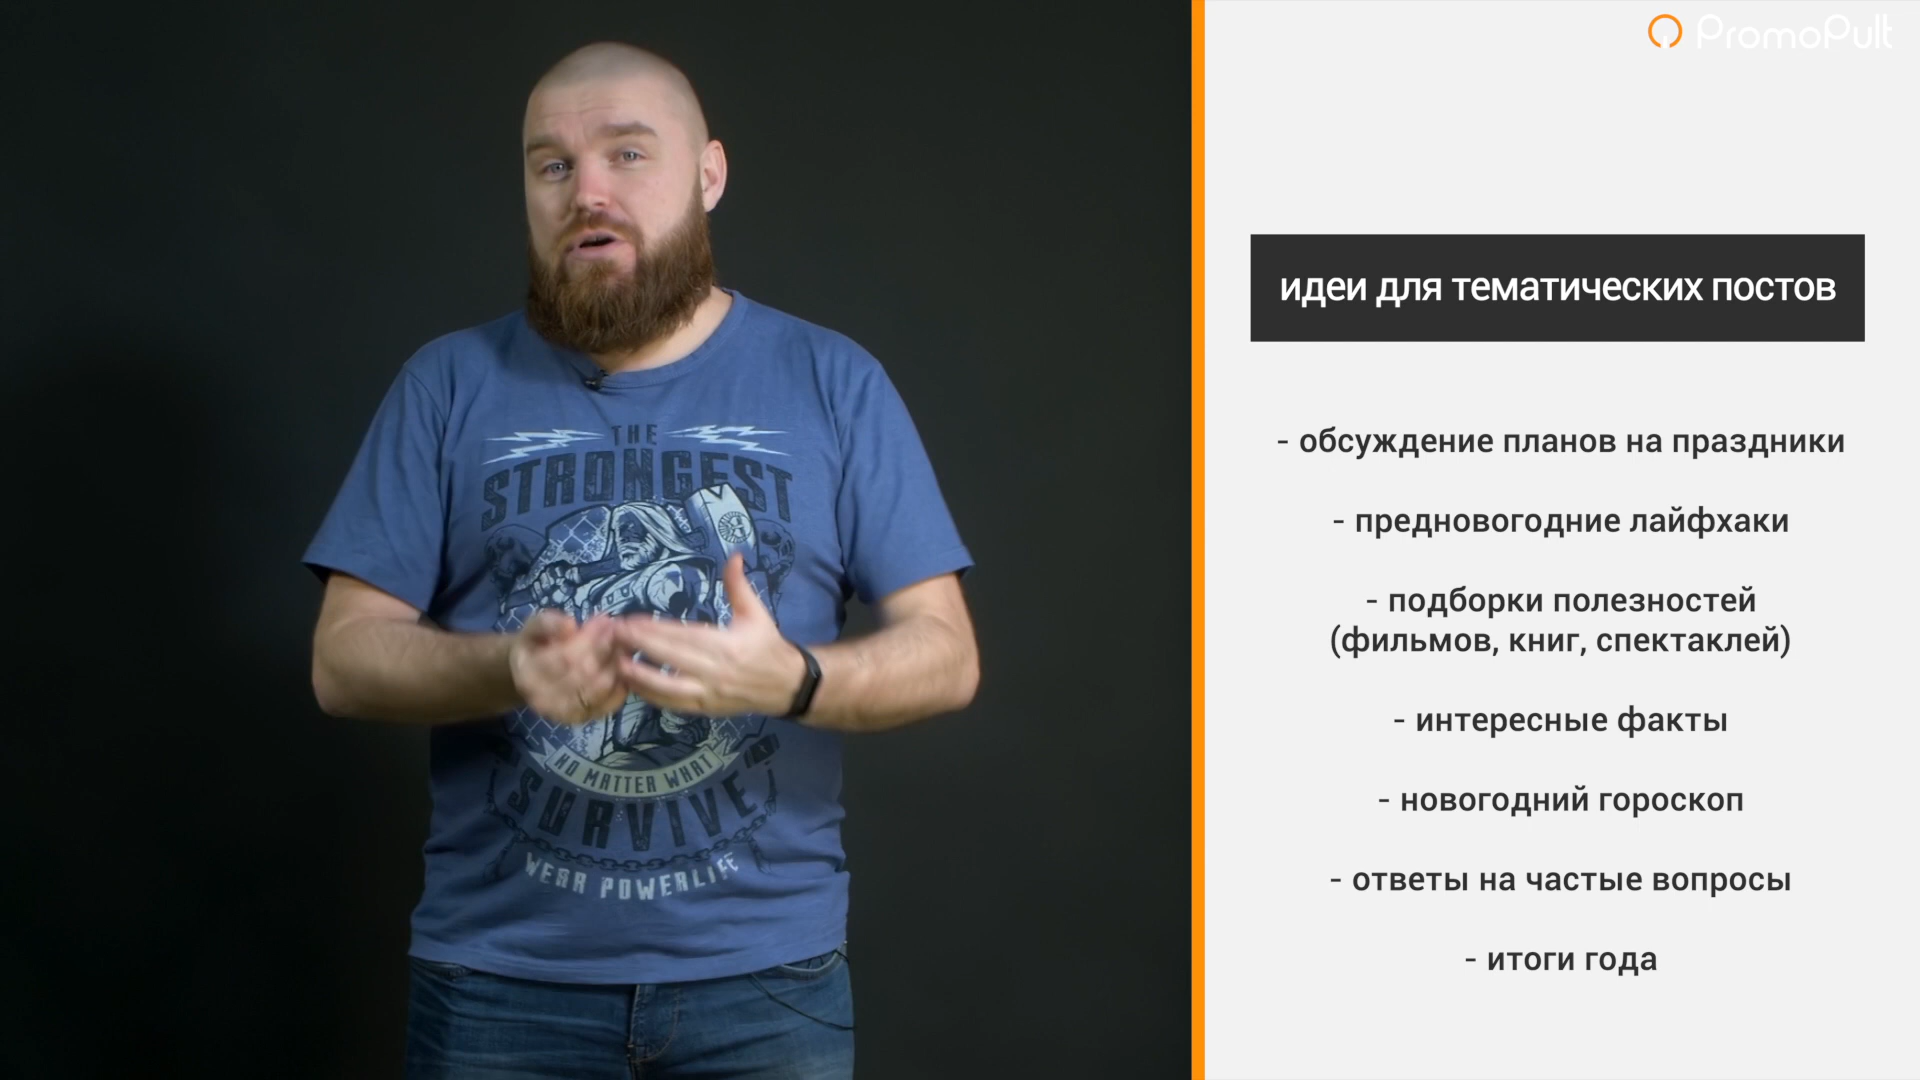 PromoPult
идеи для тематических постов
- обсуждение планов на праздники
- предновогодние лайфхаки
- подборки полезностей
(фильмов, книг, спектаклей)
- интересные факты
- новогодний гороскоп
- ответы на частые вопросы
- итоги года
THE
STRONGEST
NO MATTER WHAT
SURVIVE
WEAR POWERLIFE